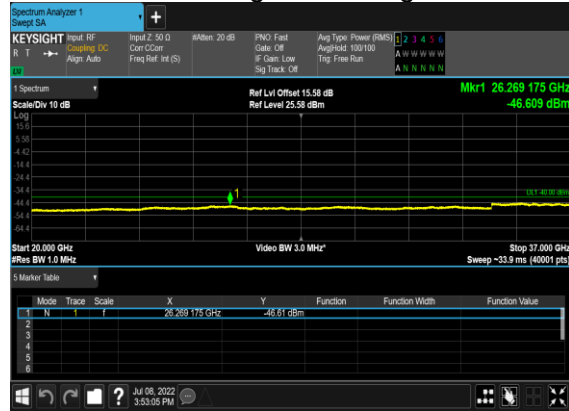 Spectrum Analyzer 1
Swept SA
KEYSIGHT
R T
Input: RF
Coupling: DC
Align: Auto
Input Z: 50 Ω
Corr CCorr
Freq Ref: Int (S)
#Atten: 20 dB
PNO: Fast
Gate: Off
IF Gain: Low
Sig Track: Off
Avg Type: Power (RMS)
Avg|Hold: 100/100
Trig: Free Run
1 2 3 4 5 6
A W W W W W
A N N N N N
1 Spectrum
Scale/Div 10 dB
Ref Lvl Offset 15.58 dB
Ref Level 25.58 dBm
Mkr1 26.269 175 GHz
-46.609 dBm
Log
15.6
5.58
-4.42
-14.4
-24.4
-34.4
-44.4
-54.4
-64.4
1
DL1 -40.00 dBm
Start 20.000 GHz
#Res BW 1.0 MHz
Video BW 3.0 MHz*
Stop 37.000 GHz
Sweep ~33.9 ms (40001 pts)
5 Marker Table
Mode Trace Scale X Y Function Function Width Function Value
1 N 1 f 26.269 175 GHz -46.61 dBm
2
3
4
5
6
?
Jul 08, 2022
3:53:05 PM